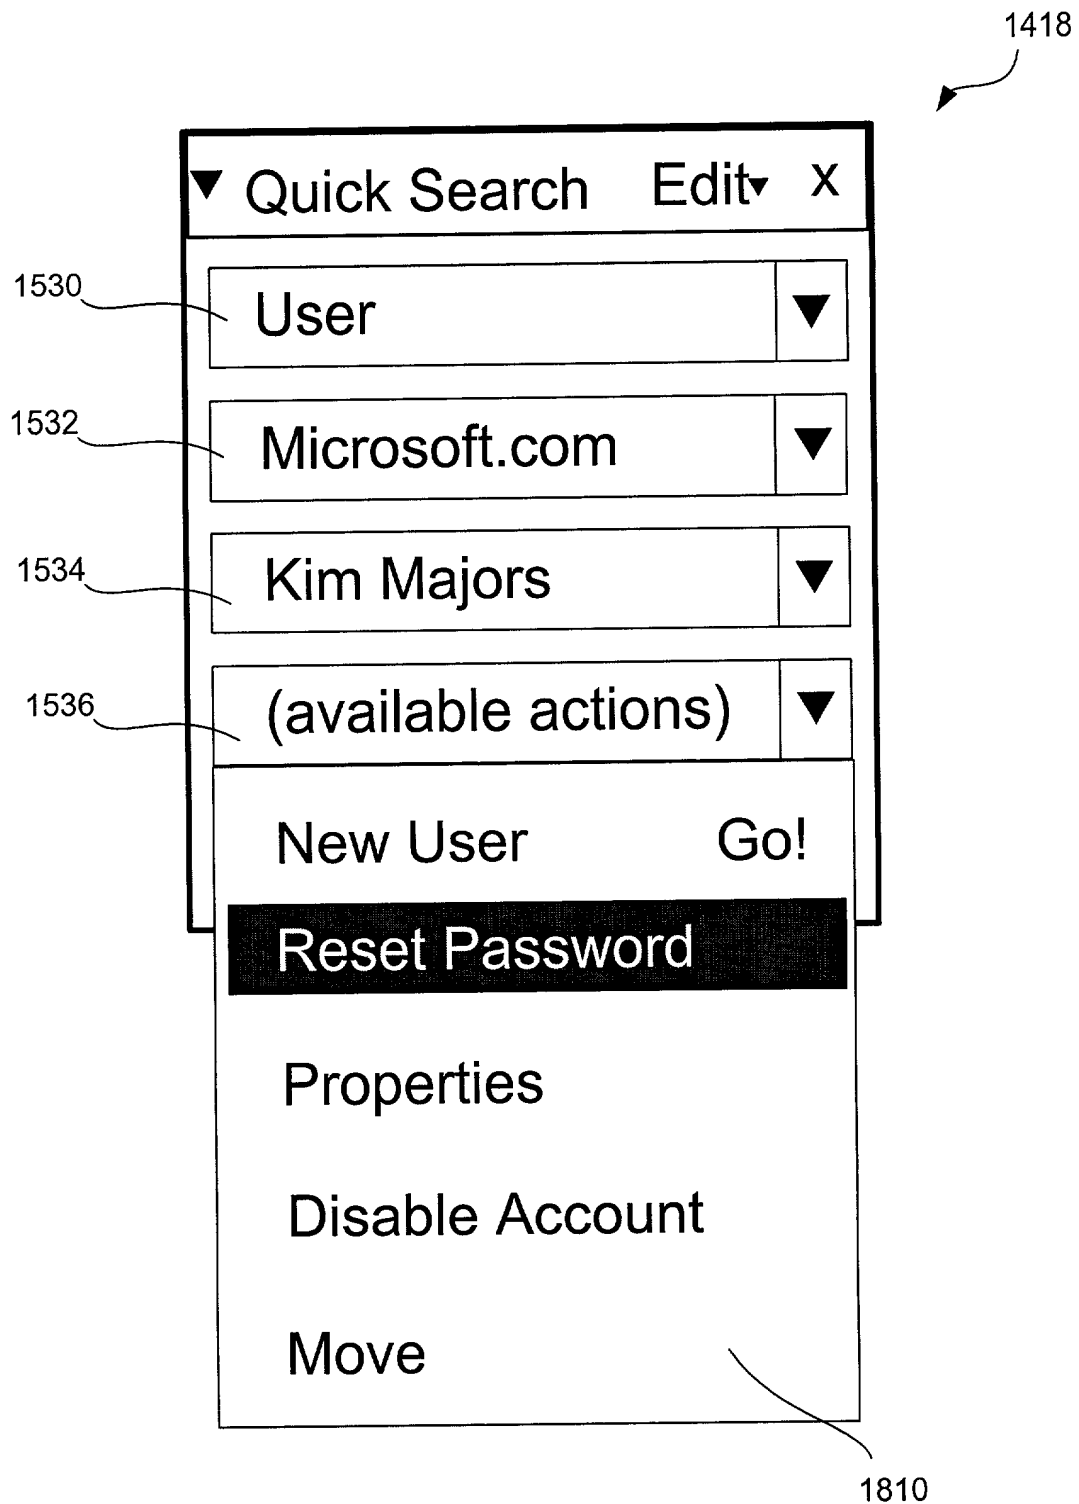 1418
Quick Search Edit X
1530
User
1532
Microsoft.com
1534
Kim Majors
1536
(available actions)
New User Go!
Reset Password
Properties
Disable Account
Move
1810